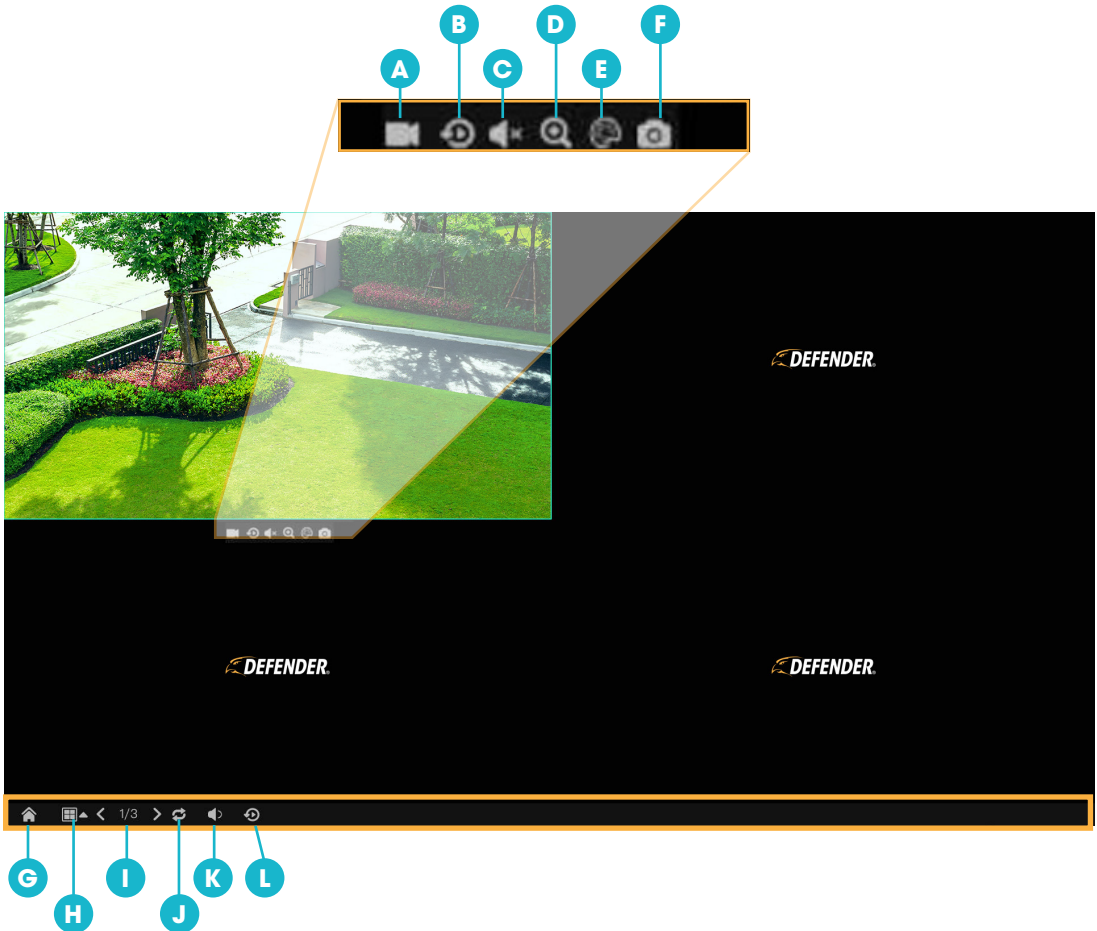 B D F
A C E
DEFENDER®
DEFENDER® DEFENDER®
1/3
G I K L
H J